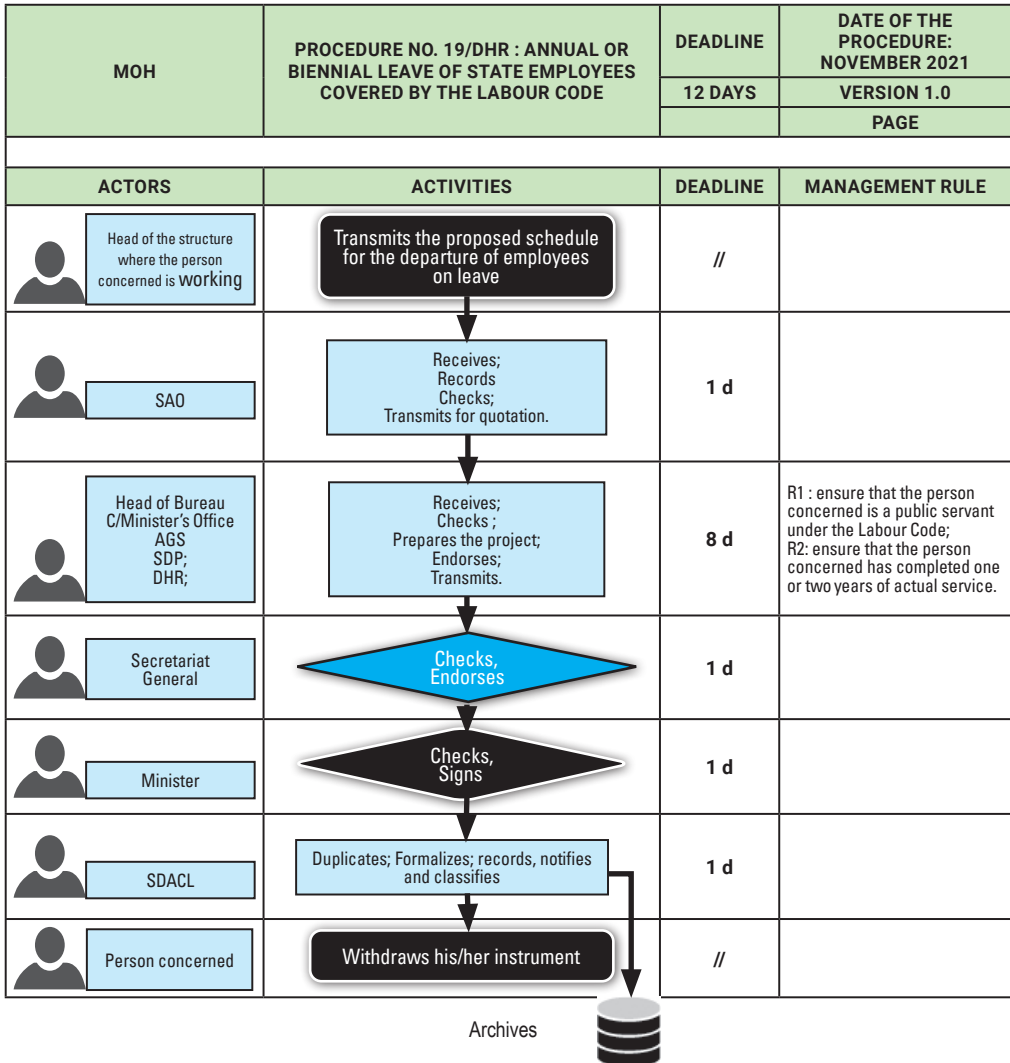 MOH
PROCEDURE NO. 19/DHR : ANNUAL OR
BIENNIAL LEAVE OF STATE EMPLOYEES
COVERED BY THE LABOUR CODE
DEADLINE
DATE OF THE
PROCEDURE:
NOVEMBER 2021
12 DAYS
VERSION 1.0
PAGE
ACTORS
ACTIVITIES
DEADLINE
MANAGEMENT RULE
Head of the structure
where the person
concerned is working
Transmits the proposed schedule
for the departure of employees
on leave
//
SAO
Receives;
Records
Checks;
Transmits for quotation.
1 d
Head of Bureau
C/Minister's Office
AGS
SDP;
DHR;
Receives;
Checks ;
Prepares the project;
Endorses;
Transmits.
8 d
R1 : ensure that the person
concerned is a public servant
under the Labour Code;
R2: ensure that the person
concerned has completed one
or two years of actual service.
Secretariat
General
Checks,
Endorses
1 d
Minister
Checks,
Signs
1 d
SDACL
Duplicates; Formalizes; records, notifies
and classifies
1 d
Person concerned
Withdraws his/her instrument
//
Archives